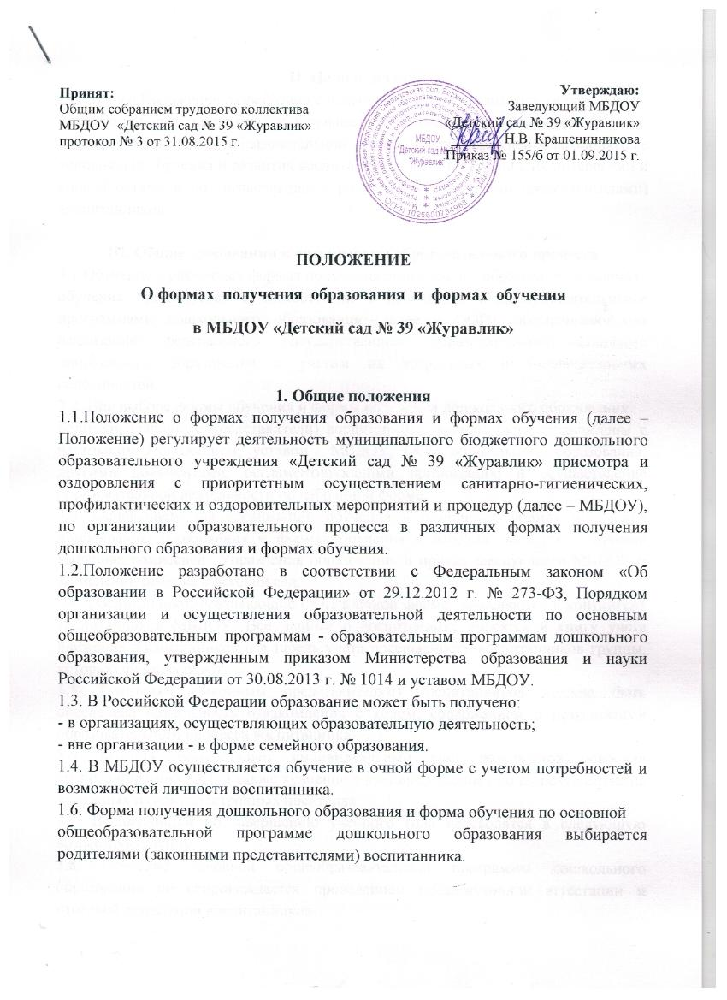 Принят:
Общим собранием трудового коллектива
МБДОУ «Детский сад № 39 «Журавлик»
протокол № 3 от 31.08.2015 г.
Утверждаю:
Заведующий МБДОУ
«Детский сад № 39 «Журавлик»
Н.В. Крашенинникова
Приказ № 155/6 от 01.09.2015 г.
МБДОУ
"Детский сад №
"Журавлик"
ОГРН 1026600784968
ПОЛОЖЕНИЕ
О формах получения образования и формах обучения
в МБДОУ «Детский сад № 39 «Журавлик»
1. Общие положения
1.1.Положение о формах получения образования и формах обучения (далее –
Положение) регулирует деятельность муниципального бюджетного дошкольного
образовательного учреждения «Детский сад № 39 «Журавлик» присмотра и
оздоровления с приоритетным осуществлением санитарно-гигиенических,
профилактических и оздоровительных мероприятий и процедур (далее – МБДОУ),
по организации образовательного процесса в различных формах получения
дошкольного образования и формах обучения.
1.2.Положение разработано в соответствии с Федеральным законом «Об
образовании в Российской Федерации» от 29.12.2012 г. № 273-ФЗ, Порядком
организации и осуществления образовательной деятельности по основным
общеобразовательным программам - образовательным программам дошкольного
образования, утвержденным приказом Министерства образования и науки
Российской Федерации от 30.08.2013 г. № 1014 и уставом МБДОУ.
1.3. В Российской Федерации образование может быть получено:
- в организациях, осуществляющих образовательную деятельность;
- вне организации - в форме семейного образования.
1.4. В МБДОУ осуществляется обучение в очной форме с учетом потребностей и
возможностей личности воспитанника.
1.6. Форма получения дошкольного образования и форма обучения по основной
общеобразовательной программе дошкольного образования выбирается
родителями (законными представителями) воспитанника.